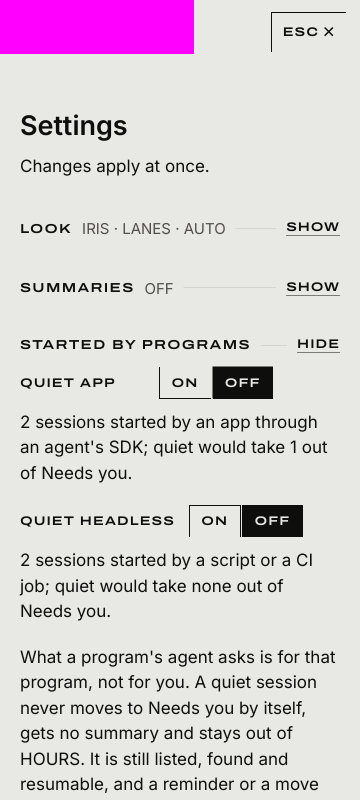 ESC ✕
Settings
Changes apply at once.
LOOK IRIS · LANES · AUTO SHOW
SUMMARIES OFF SHOW
STARTED BY PROGRAMS HIDE
QUIET APP ON OFF
2 sessions started by an app through
an agent's SDK; quiet would take 1 out
of Needs you.
QUIET HEADLESS ON OFF
2 sessions started by a script or a CI
job; quiet would take none out of
Needs you.
What a program's agent asks is for that
program, not for you. A quiet session
never moves to Needs you by itself,
gets no summary and stays out of
HOURS. It is still listed, found and
resumable, and a reminder or a move